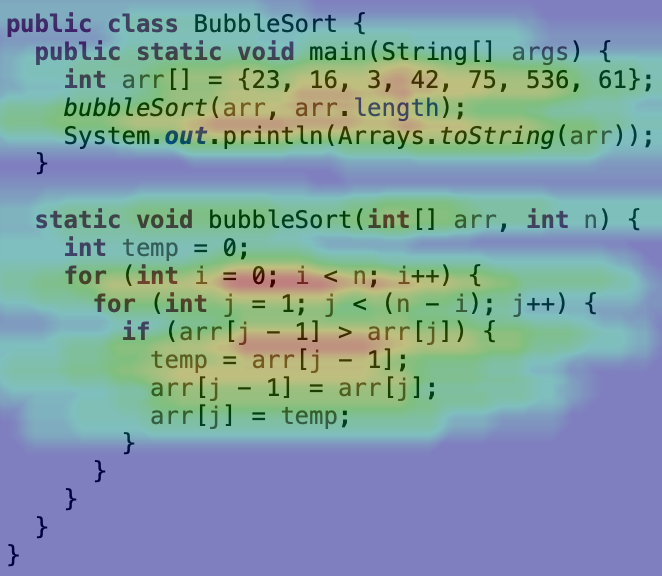 public class BubbleSort {
public static void main(String[] args) {
int arr[] = {23, 16, 3, 42, 75, 536, 61};
bubbleSort(arr, arr.length);
System.out.println(Arrays.toString(arr));
}
static void bubbleSort(int[] arr, int n) {
int temp = 0;
for (int i = 0; i < n; i++) {
for (int j = 1; j < (n - i); j++) {
if (arr[j - 1] > arr[j]) {
temp = arr[j - 1];
arr[j - 1] = arr[j];
arr[j] = temp;
}
}
}
}
}